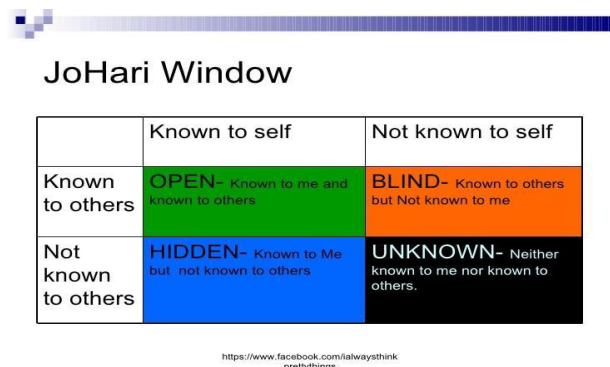 JoHari Window
Known to self
Not known to self
Known
to others
OPEN- Known to me and
known to others
BLIND- Known to others
but Not known to me
Not
known
to others
HIDDEN- Known to Me
but not known to others
UNKNOWN- Neither
known to me nor known to
others.
https://www.facebook.com/ialwaysthink
prettythings